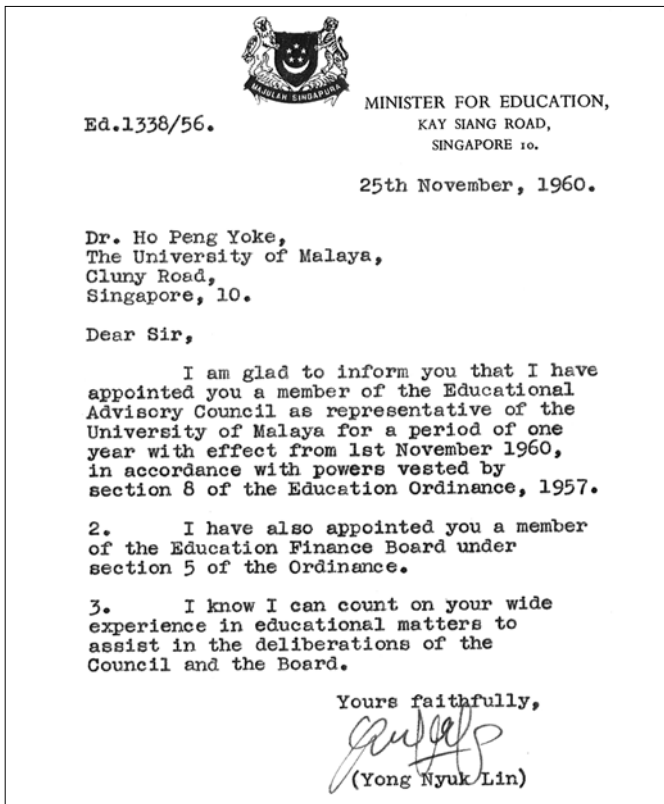 MAJULAH SINGAPURA
Ed.1338/56.
MINISTER FOR EDUCATION,
KAY SIANG ROAD,
SINGAPORE 10.
25th November, 1960.
Dr. Ho Peng Yoke,
The University of Malaya,
Cluny Road,
Singapore, 10.
Dear Sir,
I am glad to inform you that I have
appointed you a member of the Educational
Advisory Council as representative of the
University of Malaya for a period of one
year with effect from 1st November 1960,
in accordance with powers vested by
section 8 of the Education Ordinance, 1957.
2. I have also appointed you a member
of the Education Finance Board under
section 5 of the Ordinance.
3. I know I can count on your wide
experience in educational matters to
assist in the deliberations of the
Council and the Board.
Yours faithfully,
(Yong Nyuk Lin)